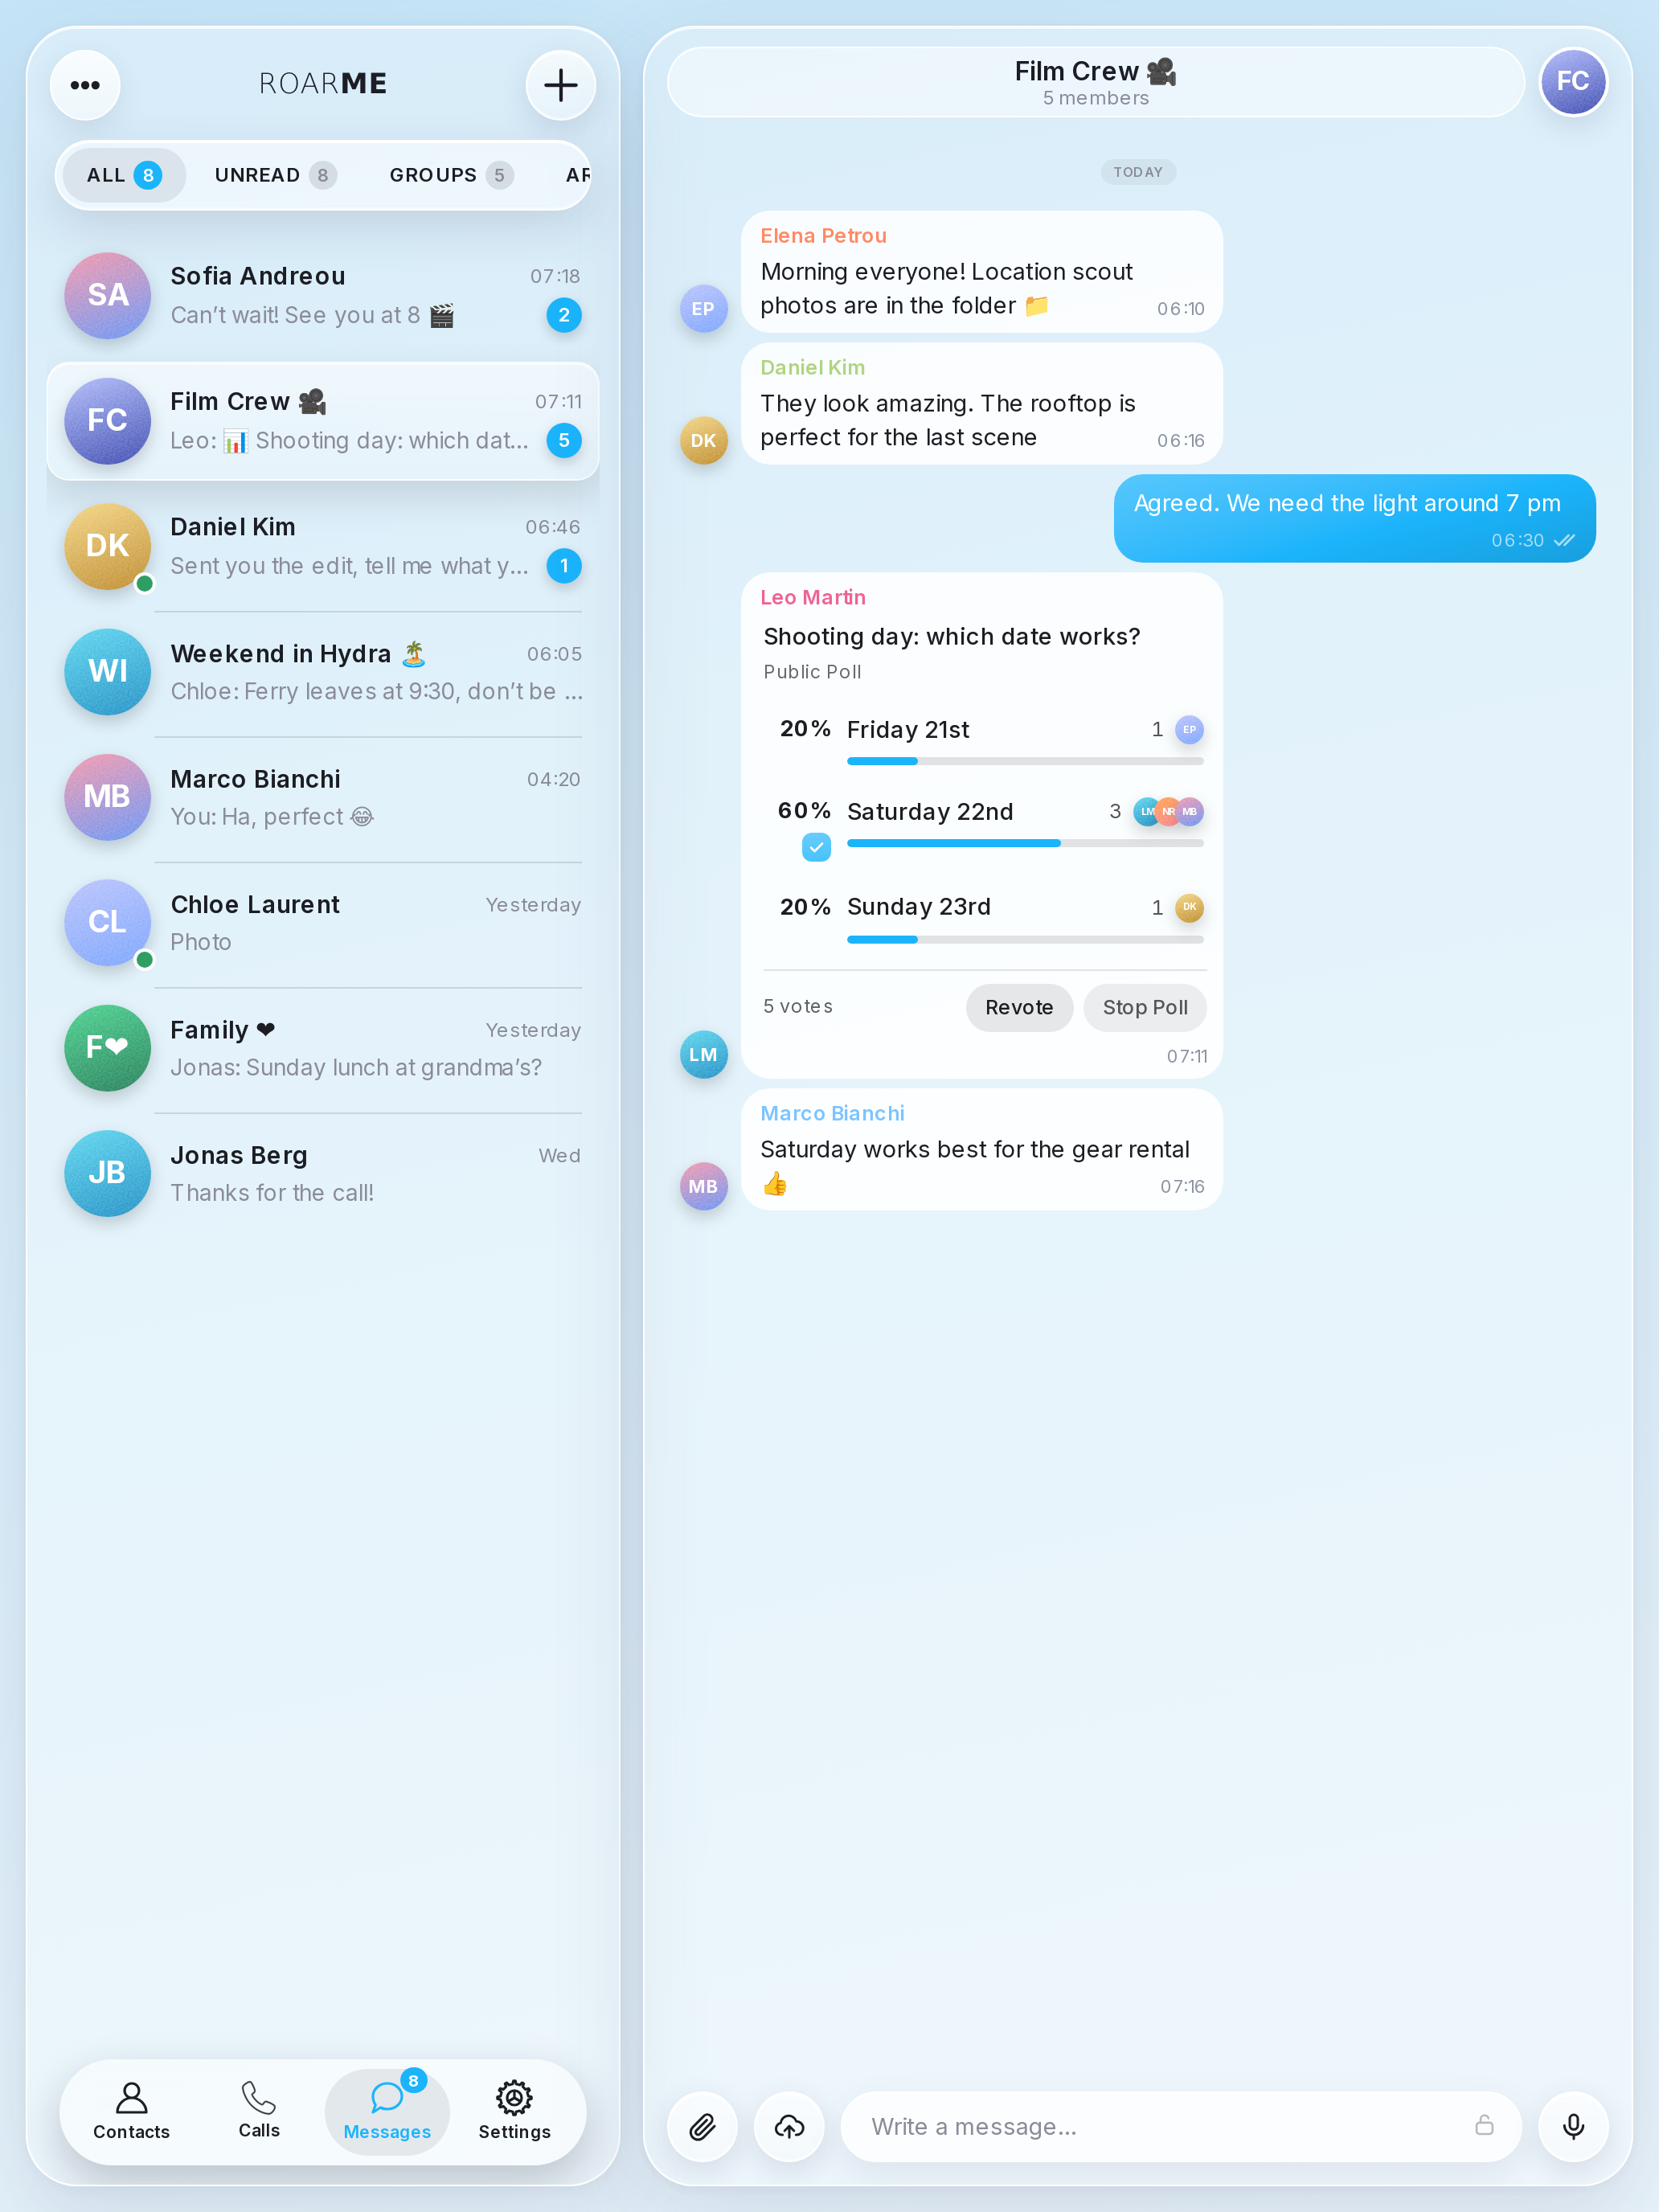 ROARME
ALL 8 UNREAD 8 GROUPS 5 AR
SA Sofia Andreou 07:18
Can’t wait! See you at 8 🎬 2
FC Film Crew 🎥 07:11
Leo: 📊 Shooting day: which dat... 5
DK Daniel Kim 06:46
Sent you the edit, tell me what y... 1
WI Weekend in Hydra 🏝️ 06:05
Chloe: Ferry leaves at 9:30, don’t be ...
MB Marco Bianchi 04:20
You: Ha, perfect 😂
CL Chloe Laurent Yesterday
Photo
F❤ Family ❤ Yesterday
Jonas: Sunday lunch at grandma’s?
JB Jonas Berg Wed
Thanks for the call!
Contacts
Calls
8
Messages
Settings
Film Crew 🎥
5 members
FC
TODAY
Elena Petrou
Morning everyone! Location scout
photos are in the folder 📁 06:10
EP
Daniel Kim
They look amazing. The rooftop is
perfect for the last scene 06:16
DK
Agreed. We need the light around 7 pm
06:30
Leo Martin
Shooting day: which date works?
Public Poll
20% Friday 21st 1 EP
60% Saturday 22nd 3 LM NR MB
20% Sunday 23rd 1 DK
5 votes Revote Stop Poll
07:11
LM
Marco Bianchi
Saturday works best for the gear rental
👍 07:16
MB
Write a message...